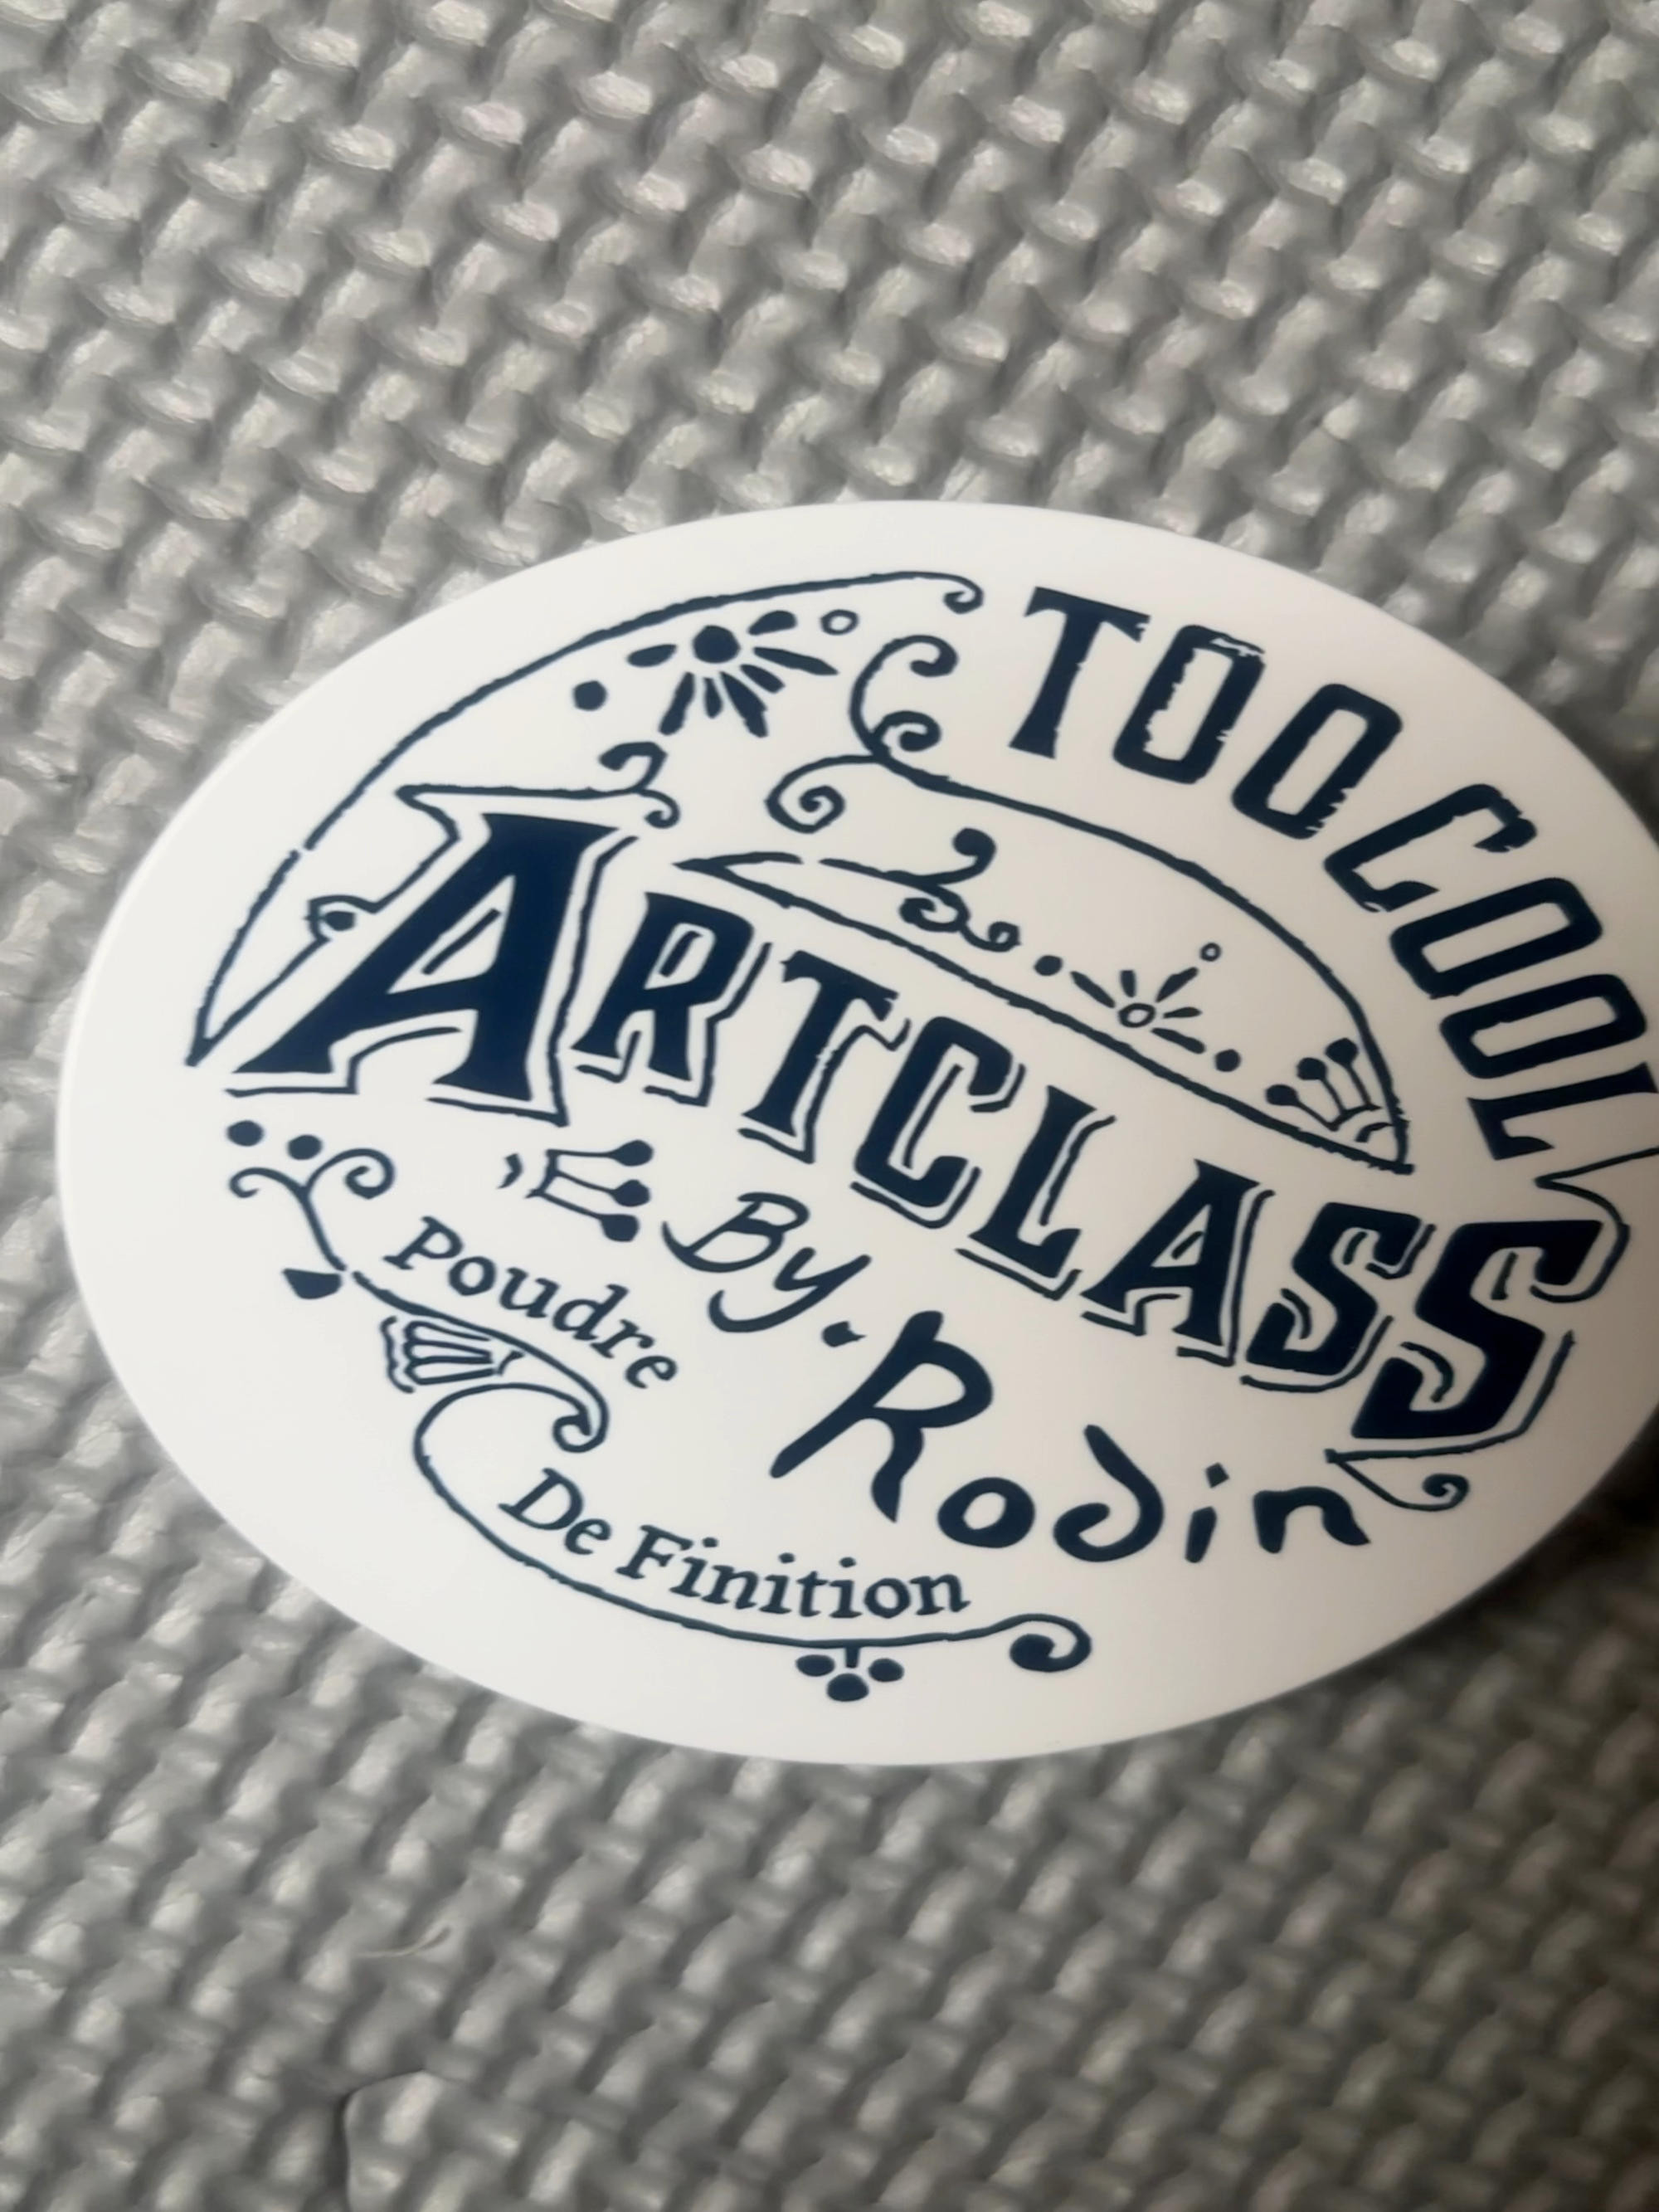 TOO COOL
ARTCLASS
By. Rodin
Poudre
De Finition